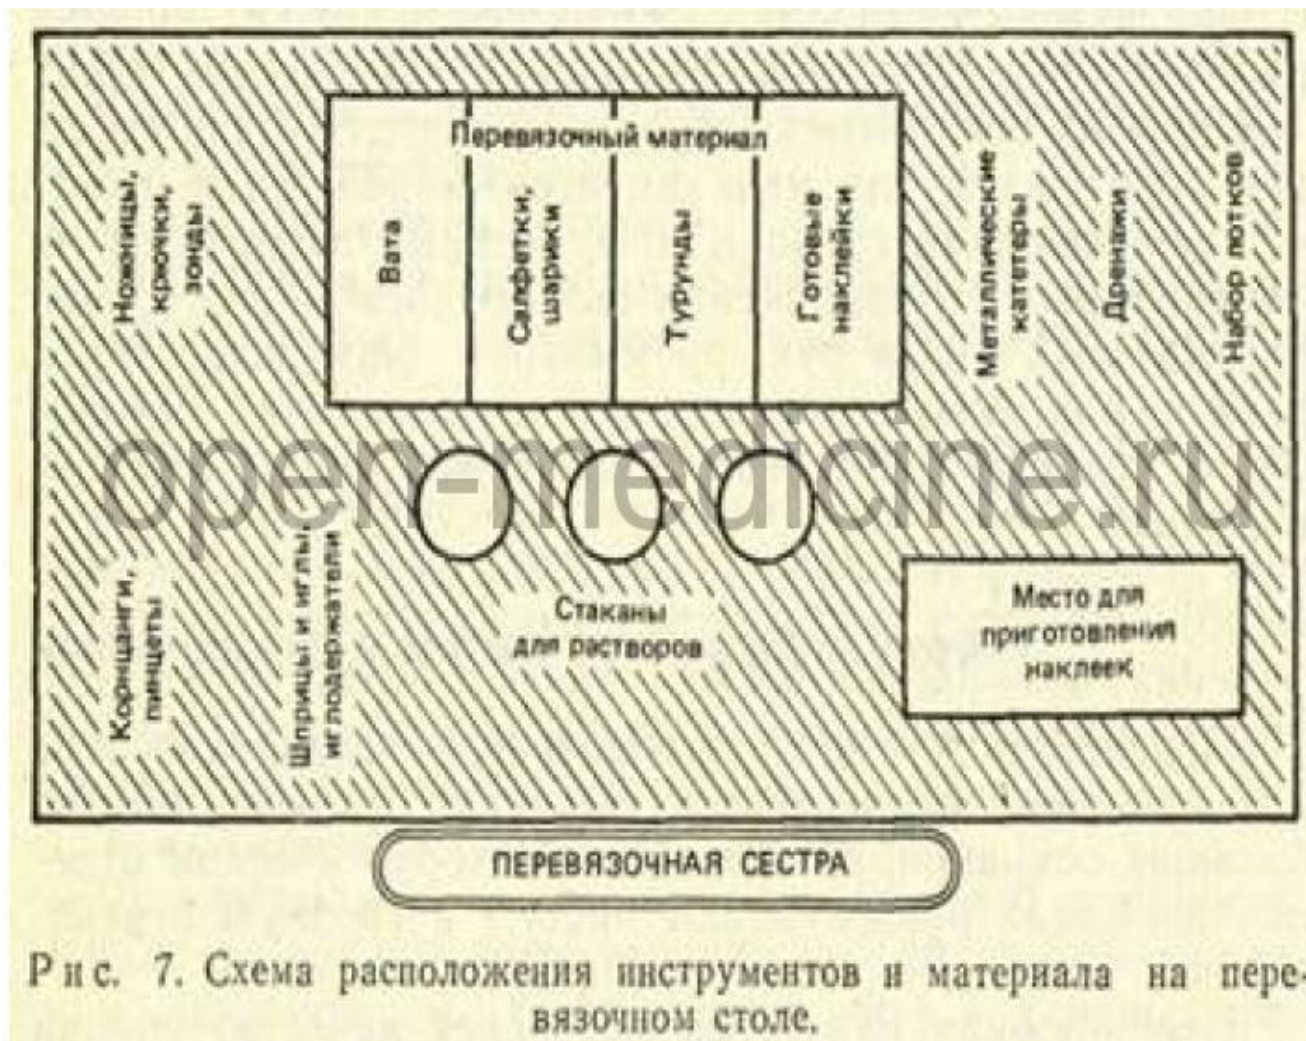 Перевязочный материал
Вата
Салфетки,
шарики
Турунды
Готовые
наклейки
Ножницы,
крючки,
зонды
Металлические
катетеры
Дренажи
Набор лотков
open-medicine.ru
Корнцанги,
пинцеты
Шприцы и иглы,
иглодержатели
Стаканы
для растворов
Место для
приготовления
наклеек
ПЕРЕВЯЗОЧНАЯ СЕСТРА
Рис. 7. Схема расположения инструментов и материала на пере-
вязочном столе.